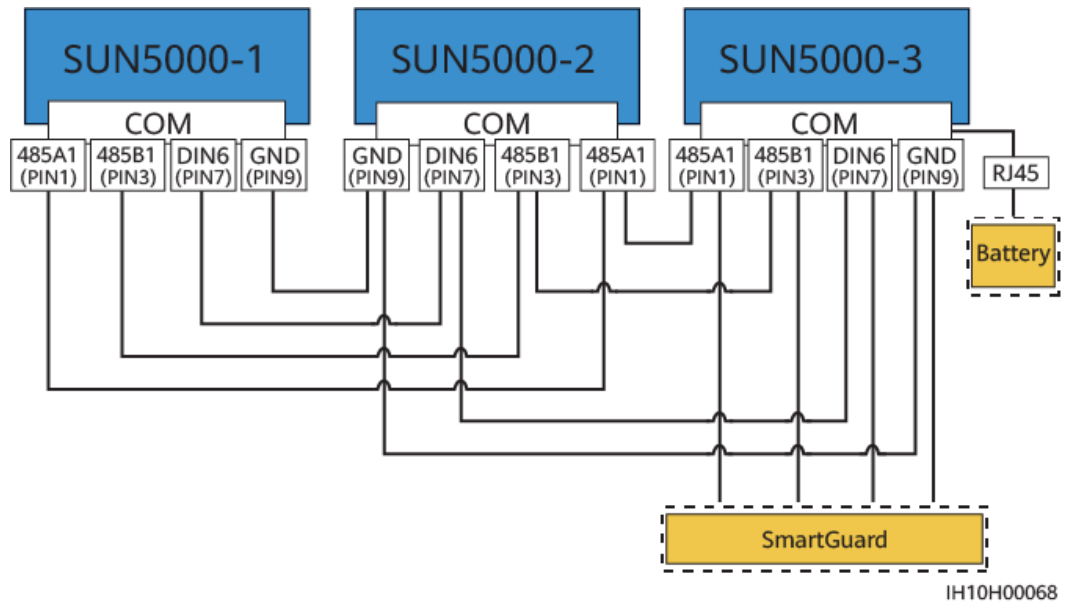 SUN5000-1
SUN5000-2
SUN5000-3
COM
COM
COM
485A1
(PIN1)
485B1
(PIN3)
DIN6
(PIN7)
GND
(PIN9)
GND
(PIN9)
DIN6
(PIN7)
485B1
(PIN3)
485A1
(PIN1)
485A1
(PIN1)
485B1
(PIN3)
DIN6
(PIN7)
GND
(PIN9)
RJ45
Battery
SmartGuard
IH10H00068